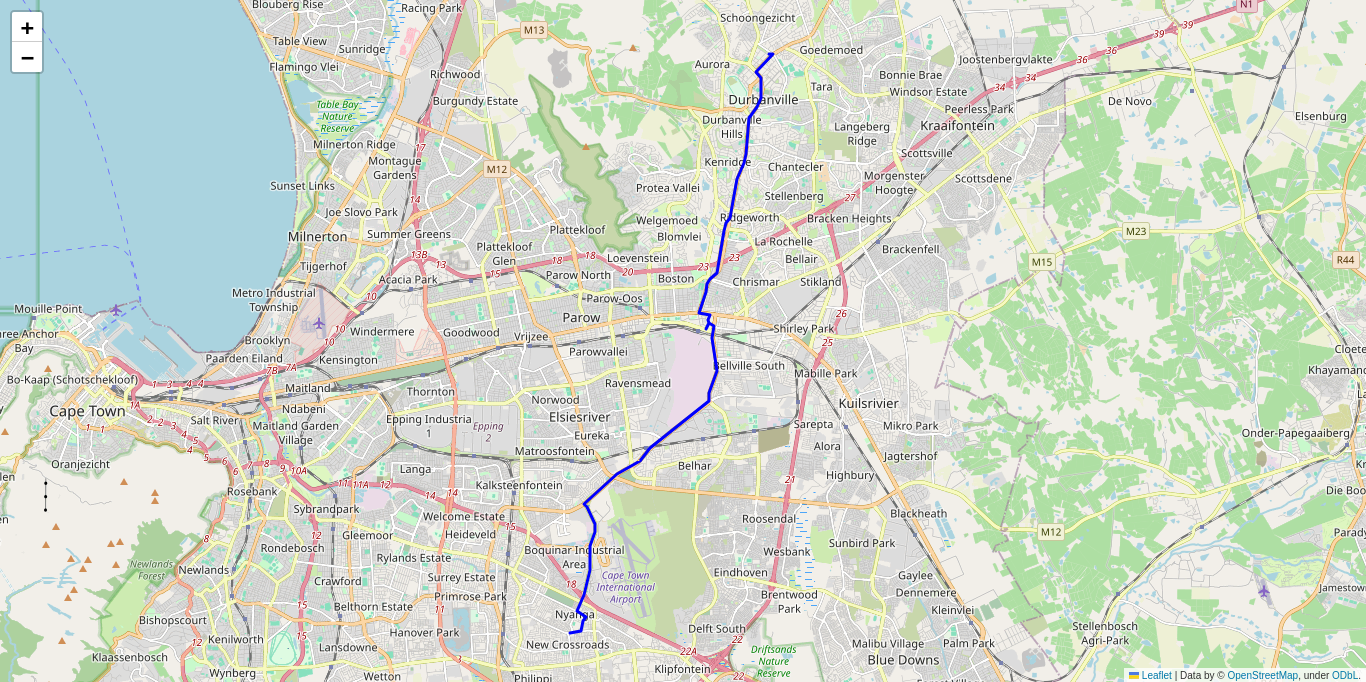 Blouberg Rise
Racing Park
Schoongezicht
N1
+
M13
39
Table View
Sunridge
Goedemoed
39
−
Flamingo Vlei
Richwood
Aurora
Joostenbergvlakte
36
36
Bonnie Brae
Tara
Windsor Estate
34
Burgundy Estate
Durbanville
De Novo
Table Bay
Nature
Reserve
Peerless Park
34
Elsenburg
Durbanville
Hills
Langeberg
Ridge
Kraaifontein
Milnerton Ridge
17
Scottsville
Montague
Gardens
M12
Kenridge
Chantecler
Morgenster
Hoogte
Scottsdene
Sunset Links
Protea Vallei
Stellenberg
14
27
Joe Slovo Park
Welgemoed
Ridgeworth
Bracken Heights
Summer Greens
Plattekloof
M23
Milnerton
Blomvlei
La Rochelle
Plattekloof
Glen
Brackenfell
13B
Tijgerhof
13
18
18
Loevenstein
23
23
Bellair
M15
R44
Acacia Park
15
Parow North
20
Boston
Chrismar
Stikland
Metro Industrial
Township
10
Parow-Oos
Mouille Point
Parow
26
Windermere
Goodwood
Vrijzee
Shirley Park
10
Three Anchor
Bay
Brooklyn
25
Kensington
Parowvallei
Cloete
Paarden Eiland
7B
7A
Bellville South
Mabille Park
Khayamandi
Bo-Kaap (Schotschekloof)
1
4
4
Maitland
Thornton
Ravensmead
Norwood
Kuilsrivier
Cape Town
1A
Ndabeni
Salt River
Maitland Garden
Village
Epping Industria
1
Epping
2
Elsiesriver
Sarepta
Mikro Park
Eureka
Onder-Papegaaiberg
Matroosfontein
Alora
Jagtershof
Oranjezicht
10A
Langa
Belhar
Highbury
Rosebank
11A
12
14
Kalksteenfontein
21
Die Boord
Sybrandpark
Welcome Estate
15
Roosendal
Blackheath
Gleemoor
Heideveld
M12
Rondebosch
Boquinar Industrial
Area
Wesbank
Sunbird Park
Newlands
Forest
Newlands
Rylands Estate
Cape Town
International
Airport
Crawford
Surrey Estate
18
Eindhoven
Gaylee
Jamestown
Primrose Park
Brentwood
Park
Dennemere
Belthorn Estate
Nyanga
Kleinvlei
Bishopscourt
Hanover Park
Delft South
Stellenbosch
Agri-Park
12
Kenilworth
15
New Crossroads
22
Malibu Village
Palm Park
Lansdowne
22A
Klaassenbosch
Driftsands
Nature
Reserve
Blue Downs
Wynberg
Wetton
Philippi
Klipfontein
22
Leaflet | Data by © OpenStreetMap, under ODbL.